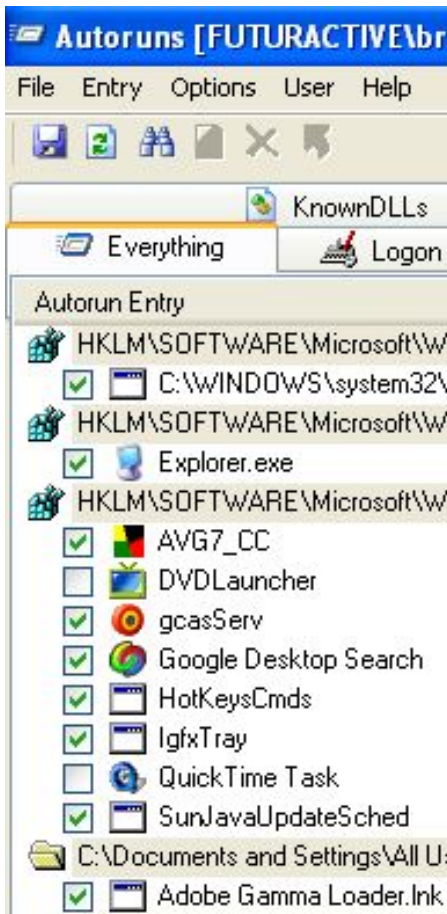 Autoruns [FUTURACTIVE\br
File Entry Options User Help
KnownDLLs
Everything Logon
Autorun Entry
HKLM\SOFTWARE\Microsoft\W
C:\WINDOWS\system32\
HKLM\SOFTWARE\Microsoft\W
Explorer.exe
HKLM\SOFTWARE\Microsoft\W
AVG7_CC
DVDLauncher
gcasServ
Google Desktop Search
HotKeysCmds
IgfxTray
QuickTime Task
SunJavaUpdateSched
C:\Documents and Settings\All Us
Adobe Gamma Loader.lnk